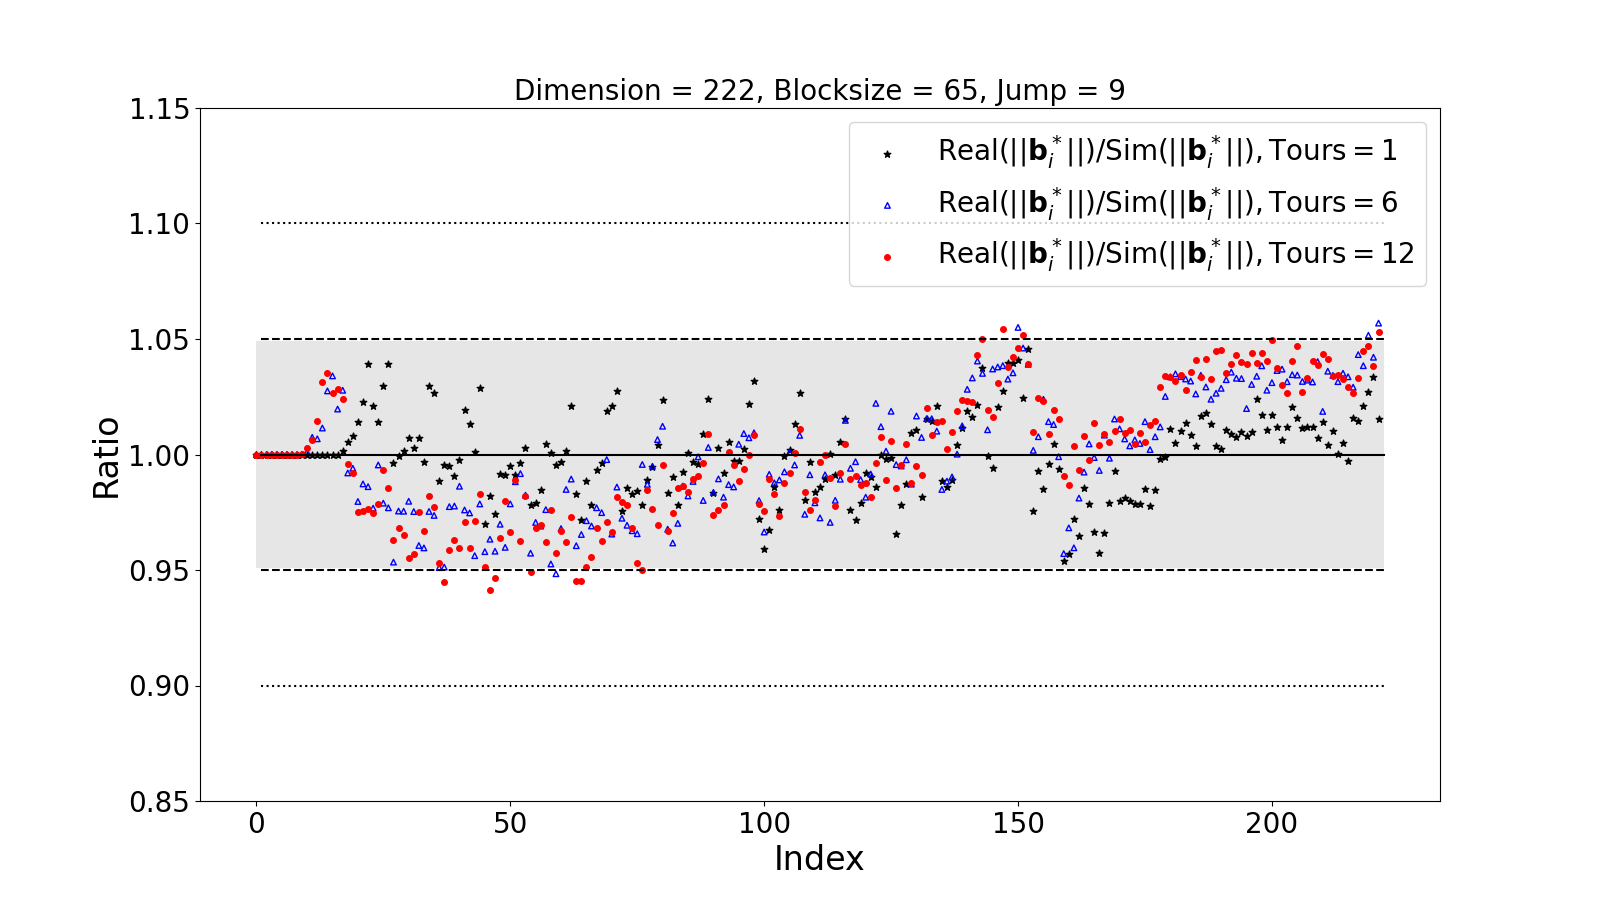 Dimension = 222, Blocksize = 65, Jump = 9
1.15
1.10
1.05
1.00
0.95
0.90
0.85
Ratio
Real(||b_i^*||)/Sim(||b_i^*||), Tours = 1
Real(||b_i^*||)/Sim(||b_i^*||), Tours = 6
Real(||b_i^*||)/Sim(||b_i^*||), Tours = 12
0 50 100 150 200
Index